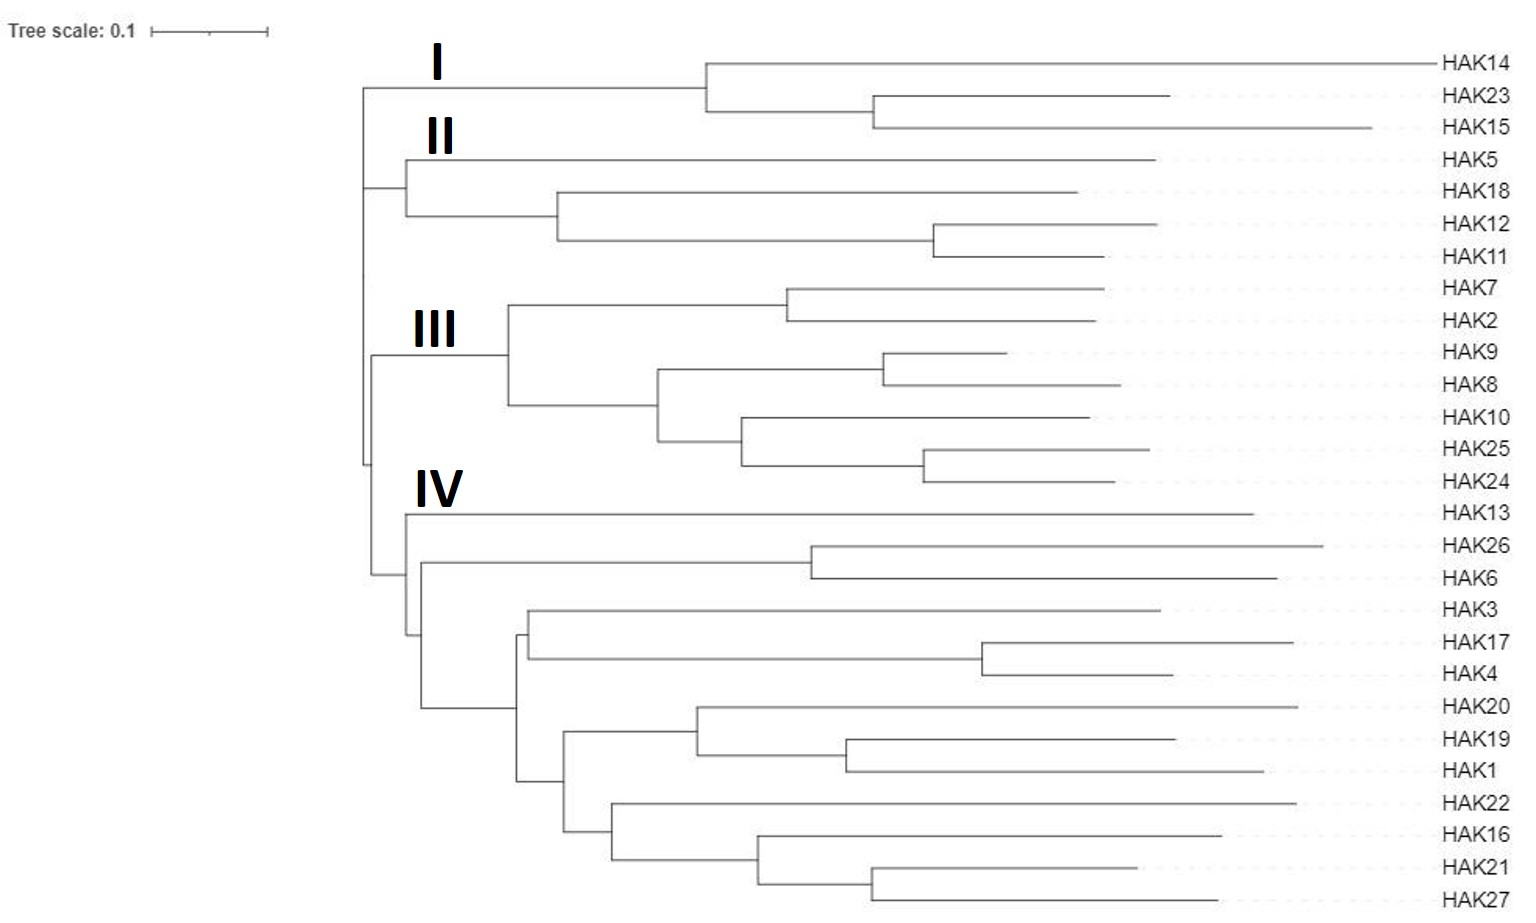 Tree scale: 0.1
I
HAK14
HAK23
HAK15
II
HAK5
HAK18
HAK12
HAK11
HAK7
HAK2
III
HAK9
HAK8
HAK10
HAK25
HAK24
IV
HAK13
HAK26
HAK6
HAK3
HAK17
HAK4
HAK20
HAK19
HAK1
HAK22
HAK16
HAK21
HAK27